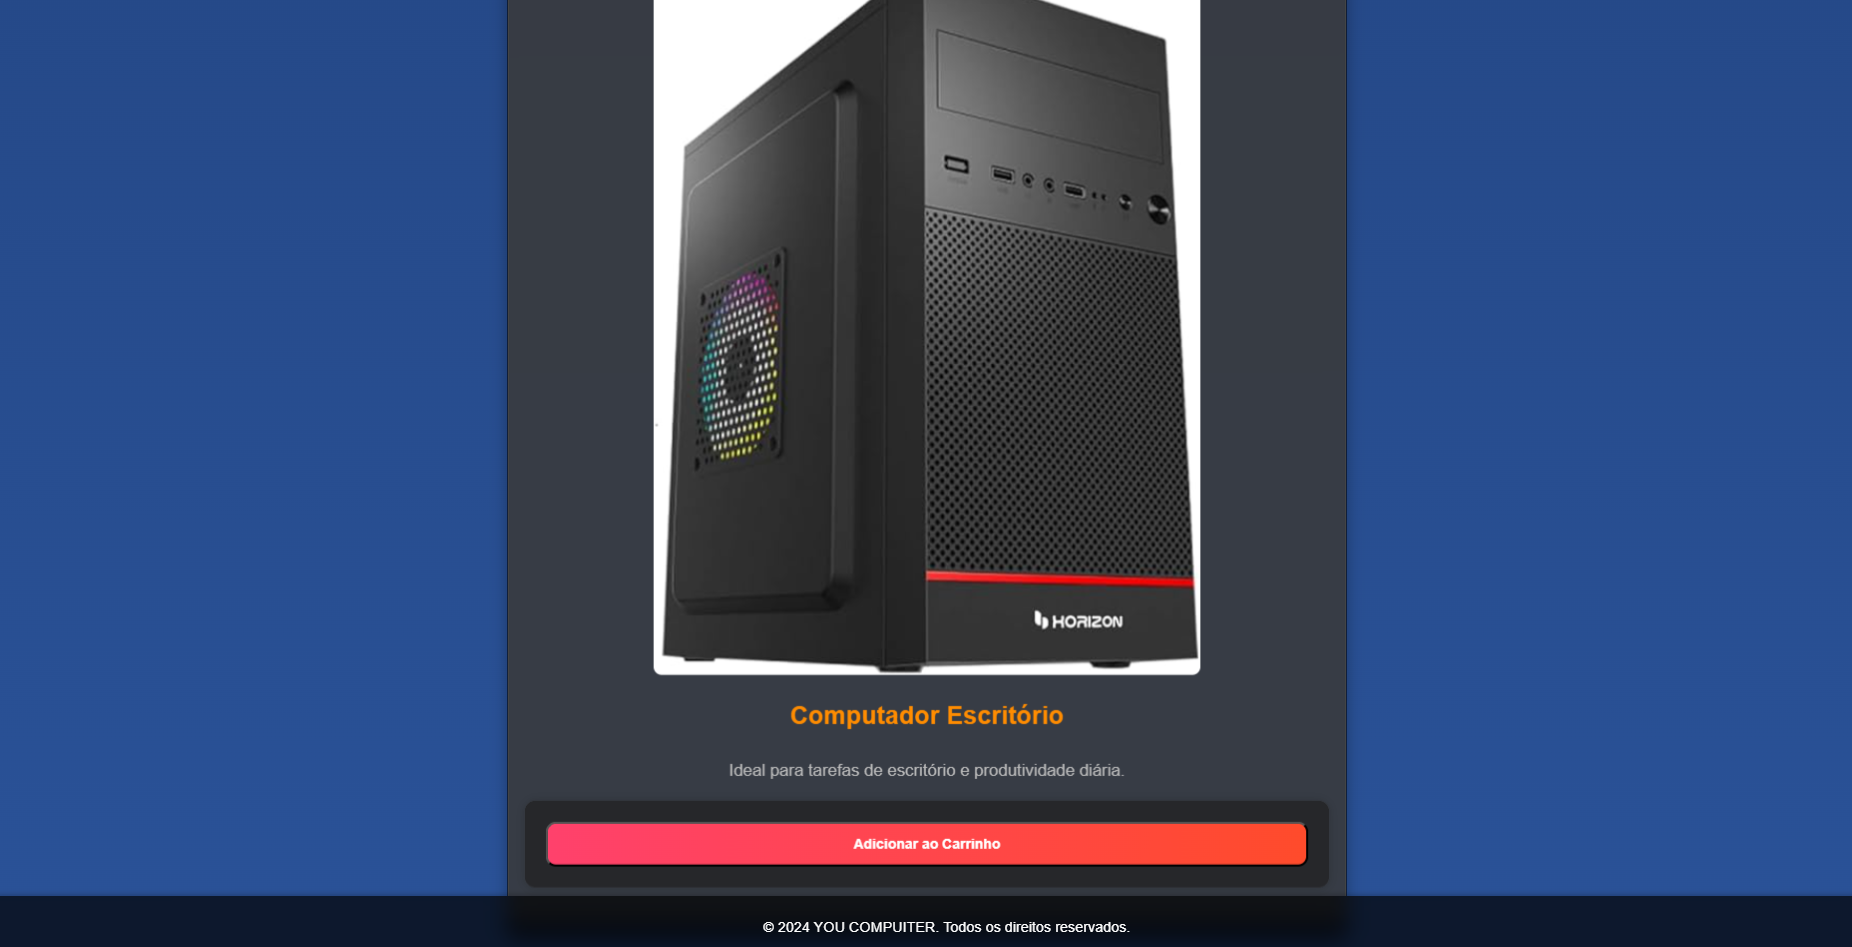 HORIZON
Computador Escritório
Ideal para tarefas de escritório e produtividade diária.
Adicionar ao Carrinho
© 2024 YOU COMPUITER. Todos os direitos reservados.